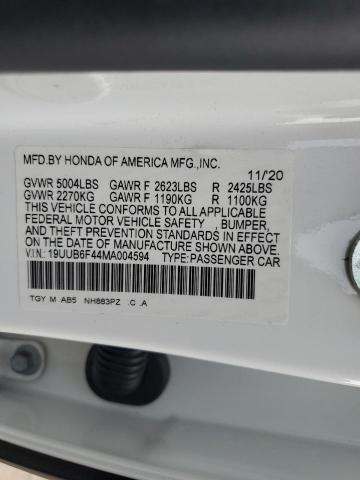 MFD.BY HONDA OF AMERICA MFG.,INC.
11/'20
GVWR 5004LBS GAWR F 2623LBS R 2425LBS
GVWR 2270KG GAWR F 1190KG R 1100KG
THIS VEHICLE CONFORMS TO ALL APPLICABLE
FEDERAL MOTOR VEHICLE SAFETY , BUMPER,
AND THEFT PREVENTION STANDARDS IN EFFECT
ON THE DATE OF MANUFACTURE SHOWN ABOVE.
V.I.N.: 19UUB6F44MA004594 TYPE:PASSENGER CAR
TGY M AB5 NH883PZ .C .A